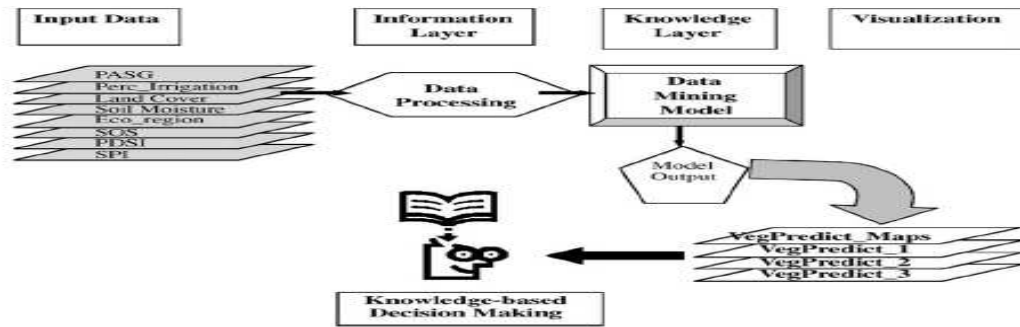 Input Data
Information
Layer
Knowledge
Layer
Visualization
PASG
Perc_Irrigation
Land Cover
Soil Moisture
Eco_region
SOS
PDSI
SPI
Data
Processing
Data
Mining
Model
Model
Output
VegPredict_Maps
VegPredict_1
VegPredict_2
VegPredict_3
Knowledge-based
Decision Making